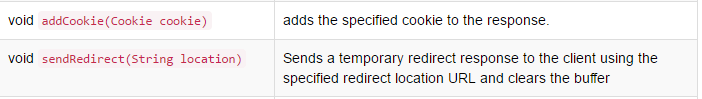 void addCookie(Cookie cookie) adds the specified cookie to the response.
void sendRedirect(String location) Sends a temporary redirect response to the client using the
specified redirect location URL and clears the buffer